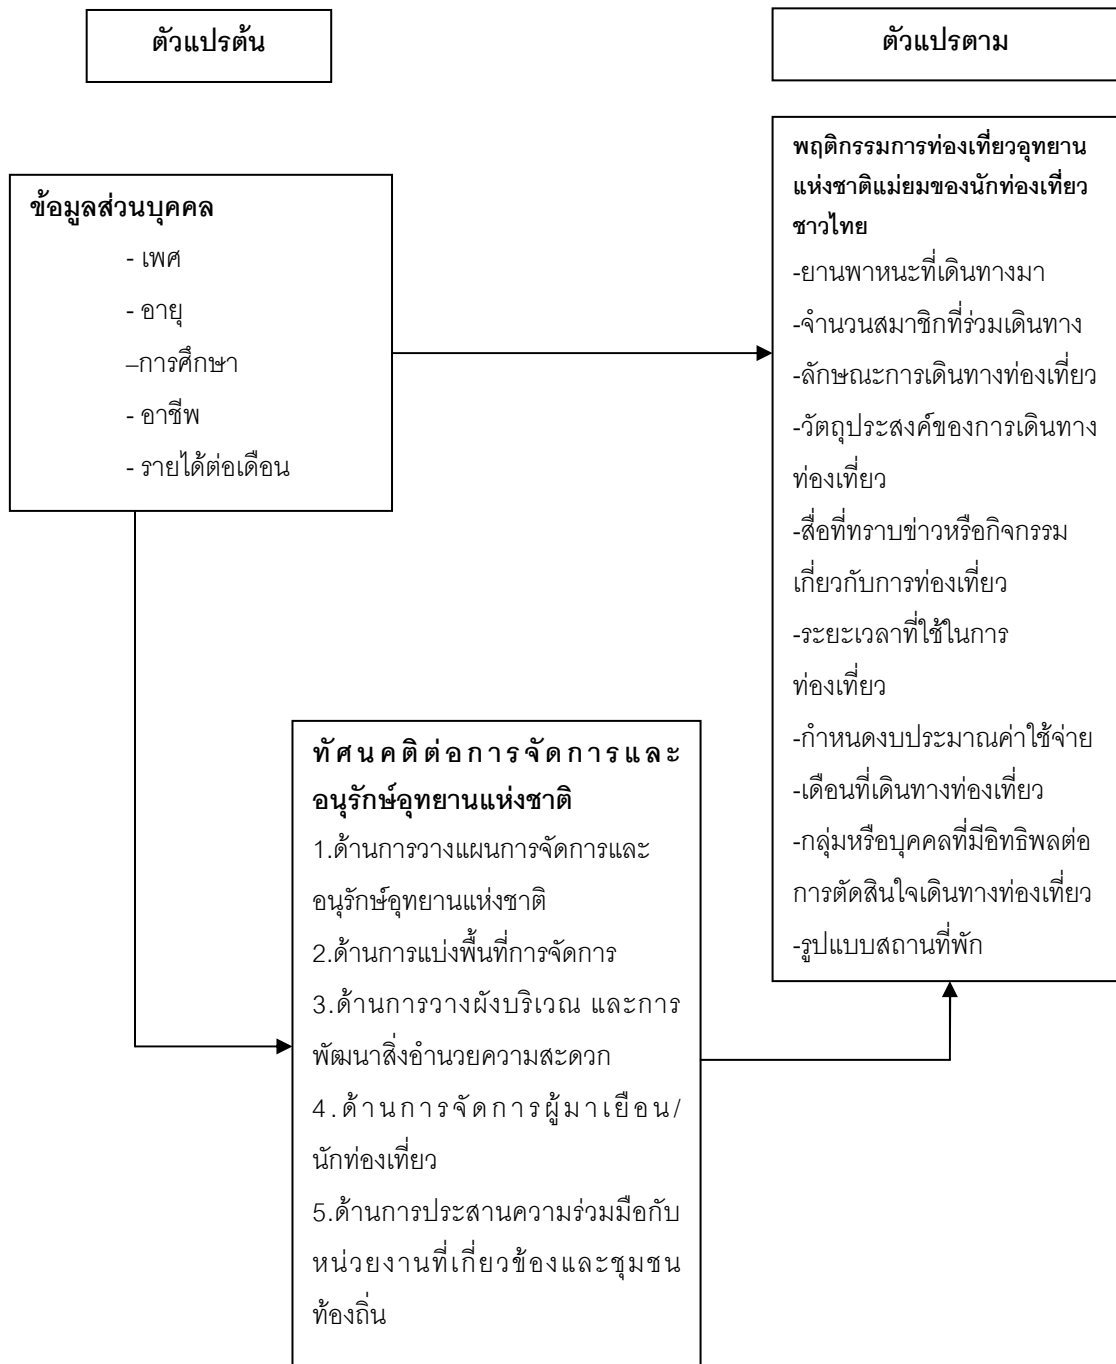 ตัวแปรต้น
ตัวแปรตาม
ข้อมูลส่วนบุคคล
- เพศ
- อายุ
–การศึกษา
- อาชีพ
- รายได้ต่อเดือน
พฤติกรรมการท่องเที่ยวอุทยาน
แห่งชาติแม่ยมของนักท่องเที่ยว
ชาวไทย
-ยานพาหนะที่เดินทางมา
-จำนวนสมาชิกที่ร่วมเดินทาง
-ลักษณะการเดินทางท่องเที่ยว
-วัตถุประสงค์ของการเดินทาง
ท่องเที่ยว
-สื่อที่ทราบข่าวหรือกิจกรรม
เกี่ยวกับการท่องเที่ยว
-ระยะเวลาที่ใช้ในการ
ท่องเที่ยว
-กำหนดงบประมาณค่าใช้จ่าย
-เดือนที่เดินทางท่องเที่ยว
-กลุ่มหรือบุคคลที่มีอิทธิพลต่อ
การตัดสินใจเดินทางท่องเที่ยว
-รูปแบบสถานที่พัก
ทัศนคติต่อการจัดการและ
อนุรักษ์อุทยานแห่งชาติ
1.ด้านการวางแผนการจัดการและ
อนุรักษ์อุทยานแห่งชาติ
2.ด้านการแบ่งพื้นที่การจัดการ
3.ด้านการวางผังบริเวณ และการ
พัฒนาสิ่งอำนวยความสะดวก
4.ด้านการจัดการผู้มาเยือน/
นักท่องเที่ยว
5.ด้านการประสานความร่วมมือกับ
หน่วยงานที่เกี่ยวข้องและชุมชน
ท้องถิ่น